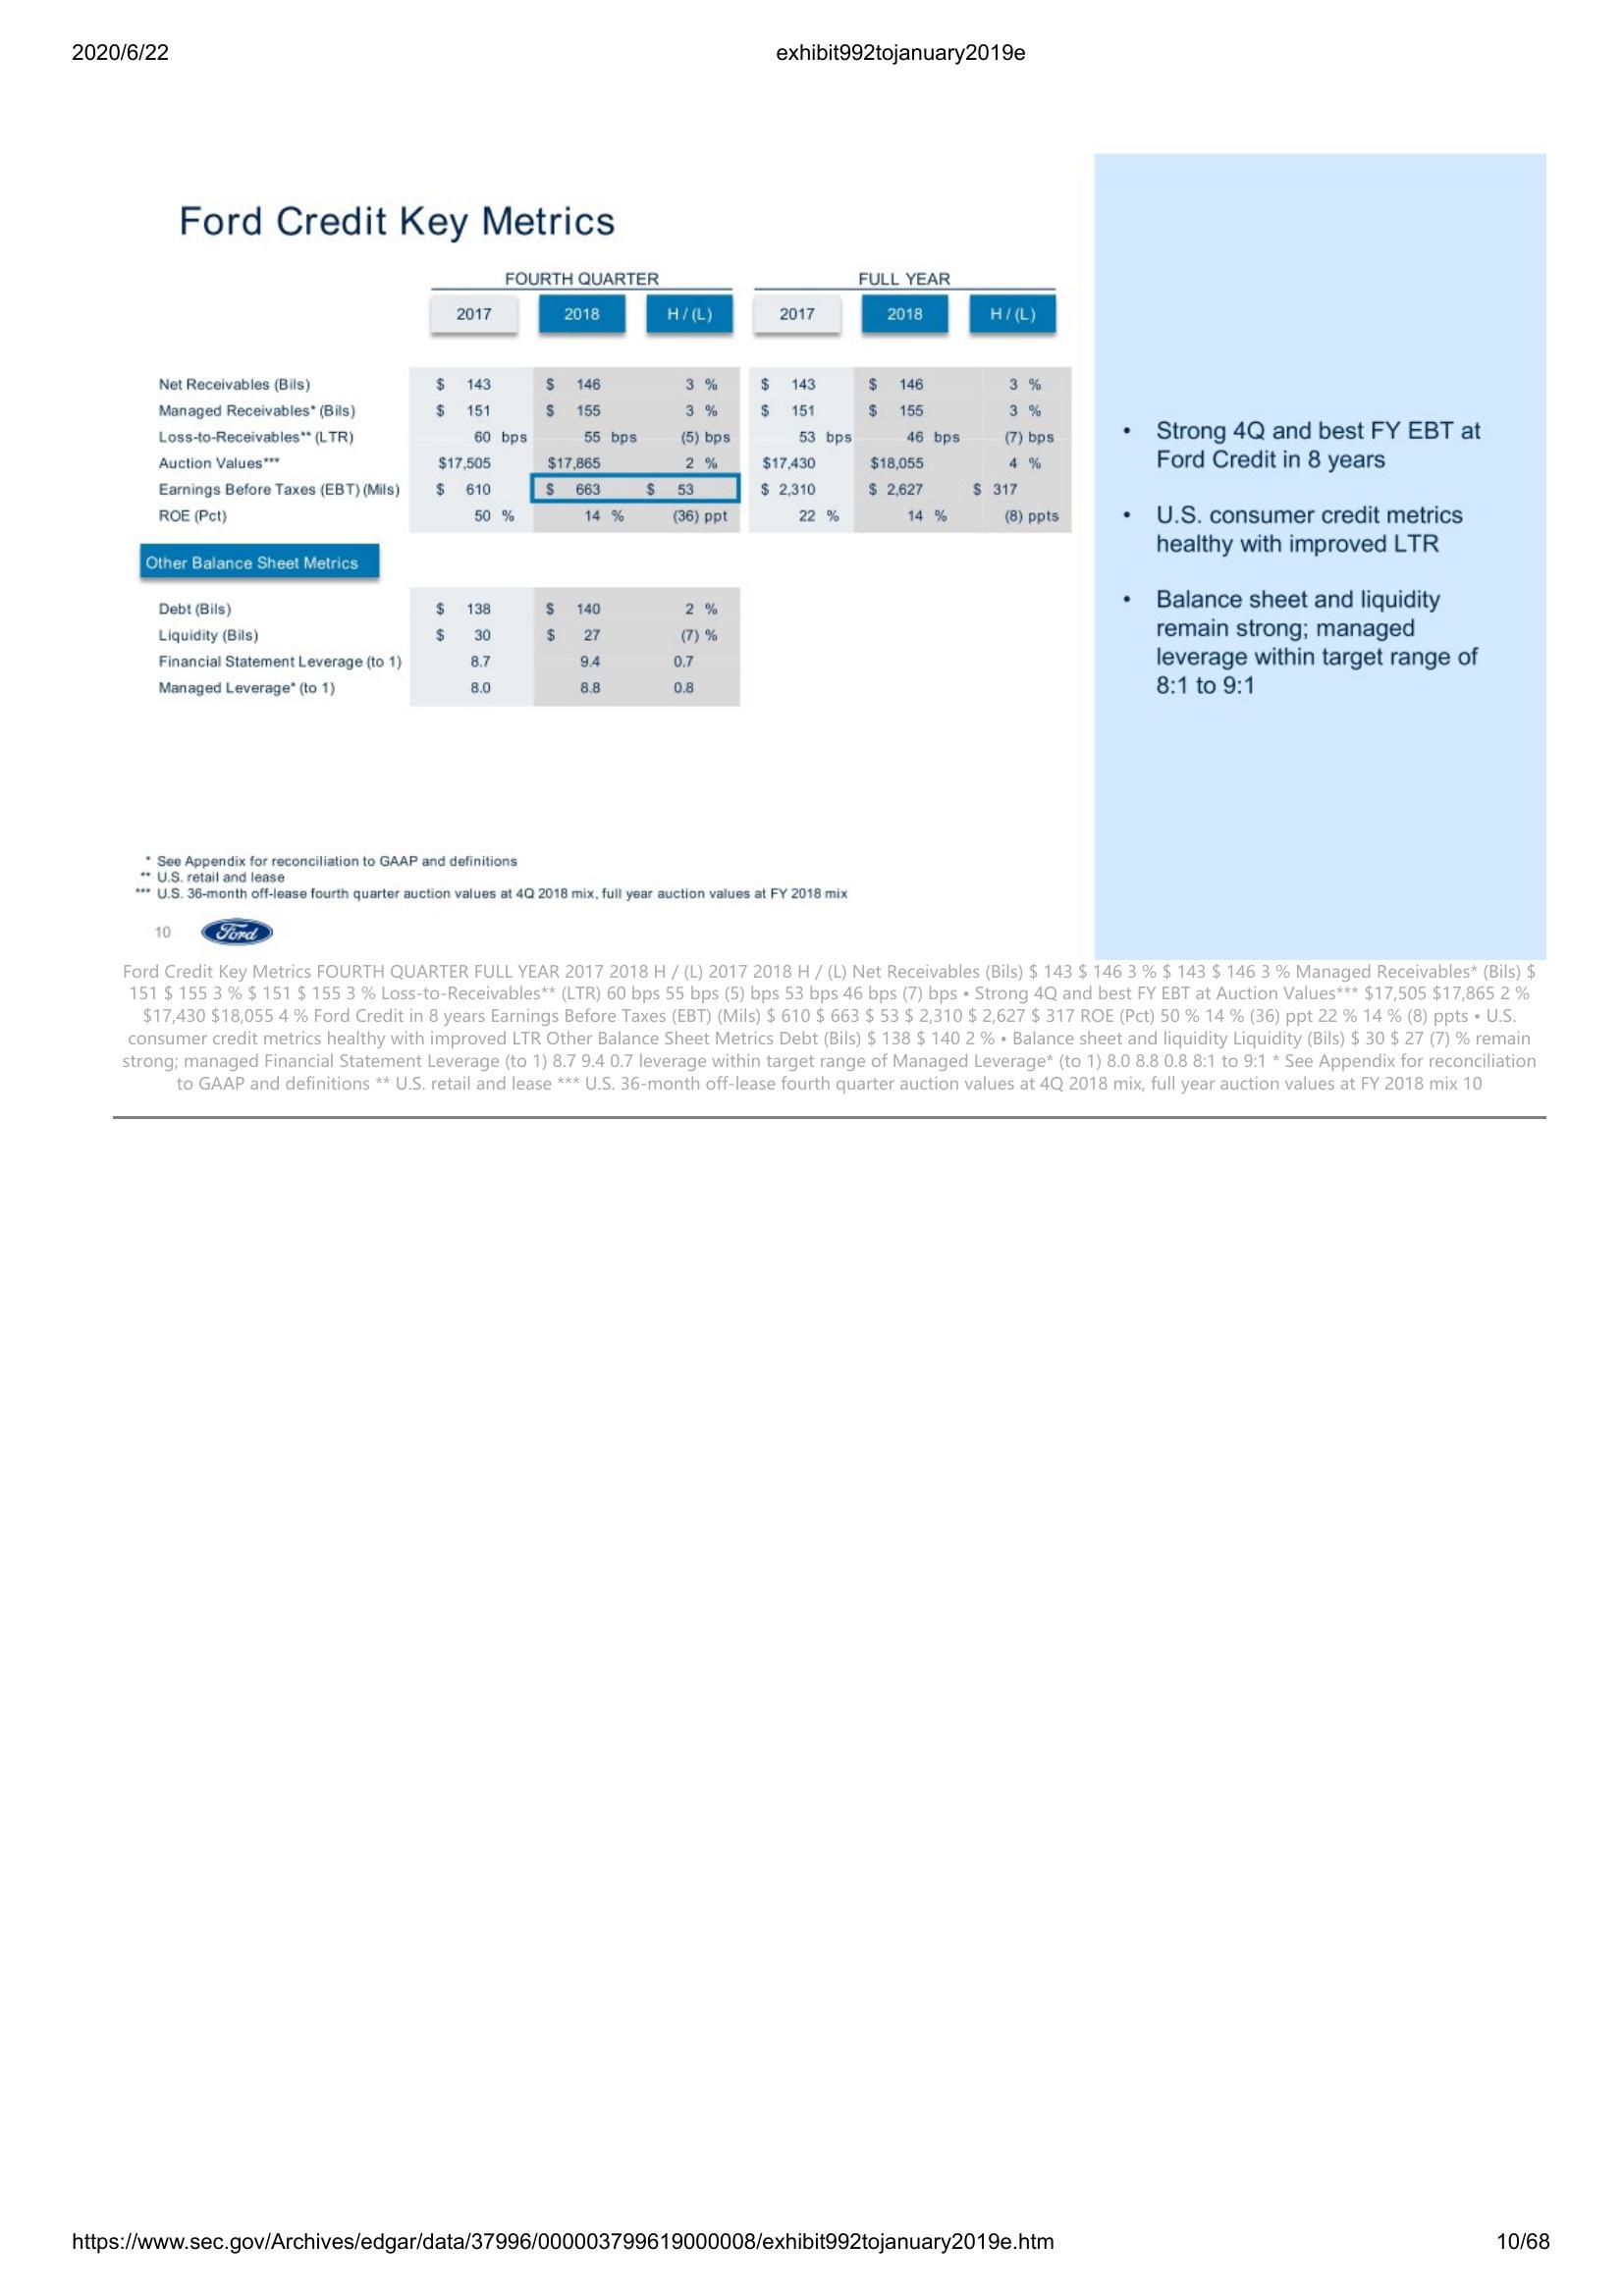 2020/6/22 exhibit992tojanuary2019e
Ford Credit Key Metrics
FOURTH QUARTER FULL YEAR
2017 2018 H / (L) 2017 2018 H / (L)
Net Receivables (Bils) $ 143 $ 146 3 % $ 143 $ 146 3 %
Managed Receivables* (Bils) $ 151 $ 155 3 % $ 151 $ 155 3 %
Loss-to-Receivables** (LTR) 60 bps 55 bps (5) bps 53 bps 46 bps (7) bps
Auction Values*** $17,505 $17,865 2 % $17,430 $18,055 4 %
Earnings Before Taxes (EBT) (Mils) $ 610 $ 663 $ 53 $ 2,310 $ 2,627 $ 317
ROE (Pct) 50 % 14 % (36) ppt 22 % 14 % (8) ppts
Other Balance Sheet Metrics
Debt (Bils) $ 138 $ 140 2 %
Liquidity (Bils) $ 30 $ 27 (7) %
Financial Statement Leverage (to 1) 8.7 9.4 0.7
Managed Leverage* (to 1) 8.0 8.8 0.8
• Strong 4Q and best FY EBT at
Ford Credit in 8 years
• U.S. consumer credit metrics
healthy with improved LTR
• Balance sheet and liquidity
remain strong; managed
leverage within target range of
8:1 to 9:1
* See Appendix for reconciliation to GAAP and definitions
** U.S. retail and lease
*** U.S. 36-month off-lease fourth quarter auction values at 4Q 2018 mix, full year auction values at FY 2018 mix
10 Ford
Ford Credit Key Metrics FOURTH QUARTER FULL YEAR 2017 2018 H / (L) 2017 2018 H / (L) Net Receivables (Bils) $ 143 $ 146 3 % $ 143 $ 146 3 % Managed Receivables* (Bils) $
151 $ 155 3 % $ 151 $ 155 3 % Loss-to-Receivables** (LTR) 60 bps 55 bps (5) bps 53 bps 46 bps (7) bps • Strong 4Q and best FY EBT at Auction Values*** $17,505 $17,865 2 %
$17,430 $18,055 4 % Ford Credit in 8 years Earnings Before Taxes (EBT) (Mils) $ 610 $ 663 $ 53 $ 2,310 $ 2,627 $ 317 ROE (Pct) 50 % 14 % (36) ppt 22 % 14 % (8) ppts • U.S.
consumer credit metrics healthy with improved LTR Other Balance Sheet Metrics Debt (Bils) $ 138 $ 140 2 % • Balance sheet and liquidity Liquidity (Bils) $ 30 $ 27 (7) % remain
strong; managed Financial Statement Leverage (to 1) 8.7 9.4 0.7 leverage within target range of Managed Leverage* (to 1) 8.0 8.8 0.8 8:1 to 9:1 * See Appendix for reconciliation
to GAAP and definitions ** U.S. retail and lease *** U.S. 36-month off-lease fourth quarter auction values at 4Q 2018 mix, full year auction values at FY 2018 mix 10
https://www.sec.gov/Archives/edgar/data/37996/000003799619000008/exhibit992tojanuary2019e.htm 10/68